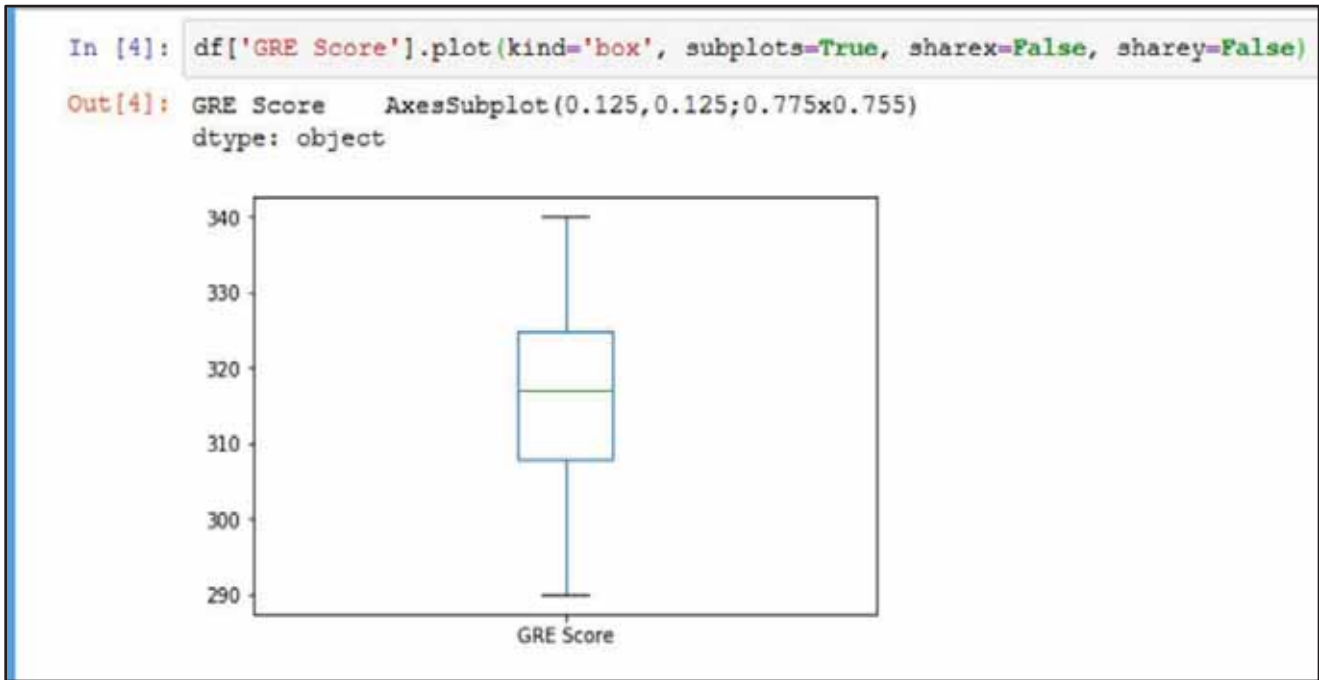 In [4]: df['GRE Score'].plot(kind='box', subplots=True, sharex=False, sharey=False)
Out[4]: GRE Score    AxesSubplot(0.125,0.125;0.775x0.755)
dtype: object
340
330
320
310
300
290
GRE Score